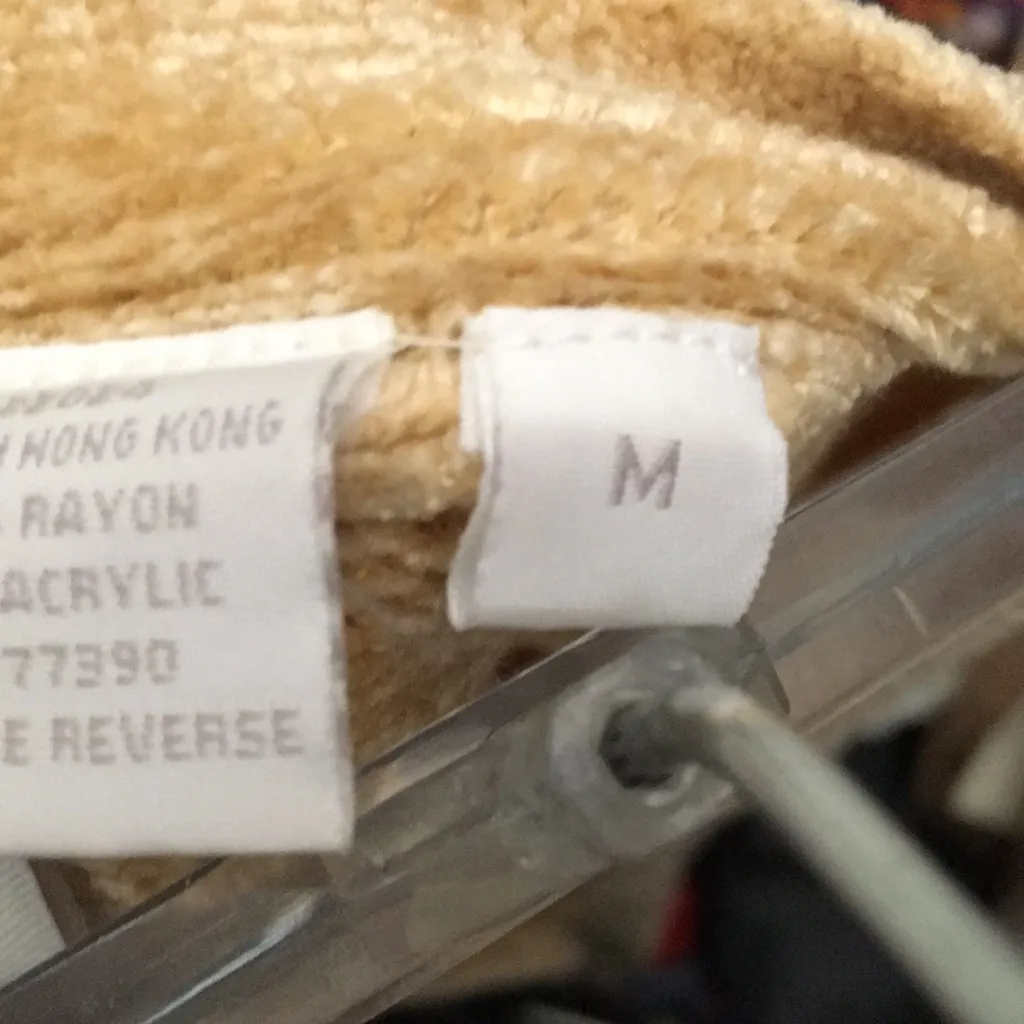 HONG KONG
RAYON
ACRYLIC
77390
E REVERSE
M